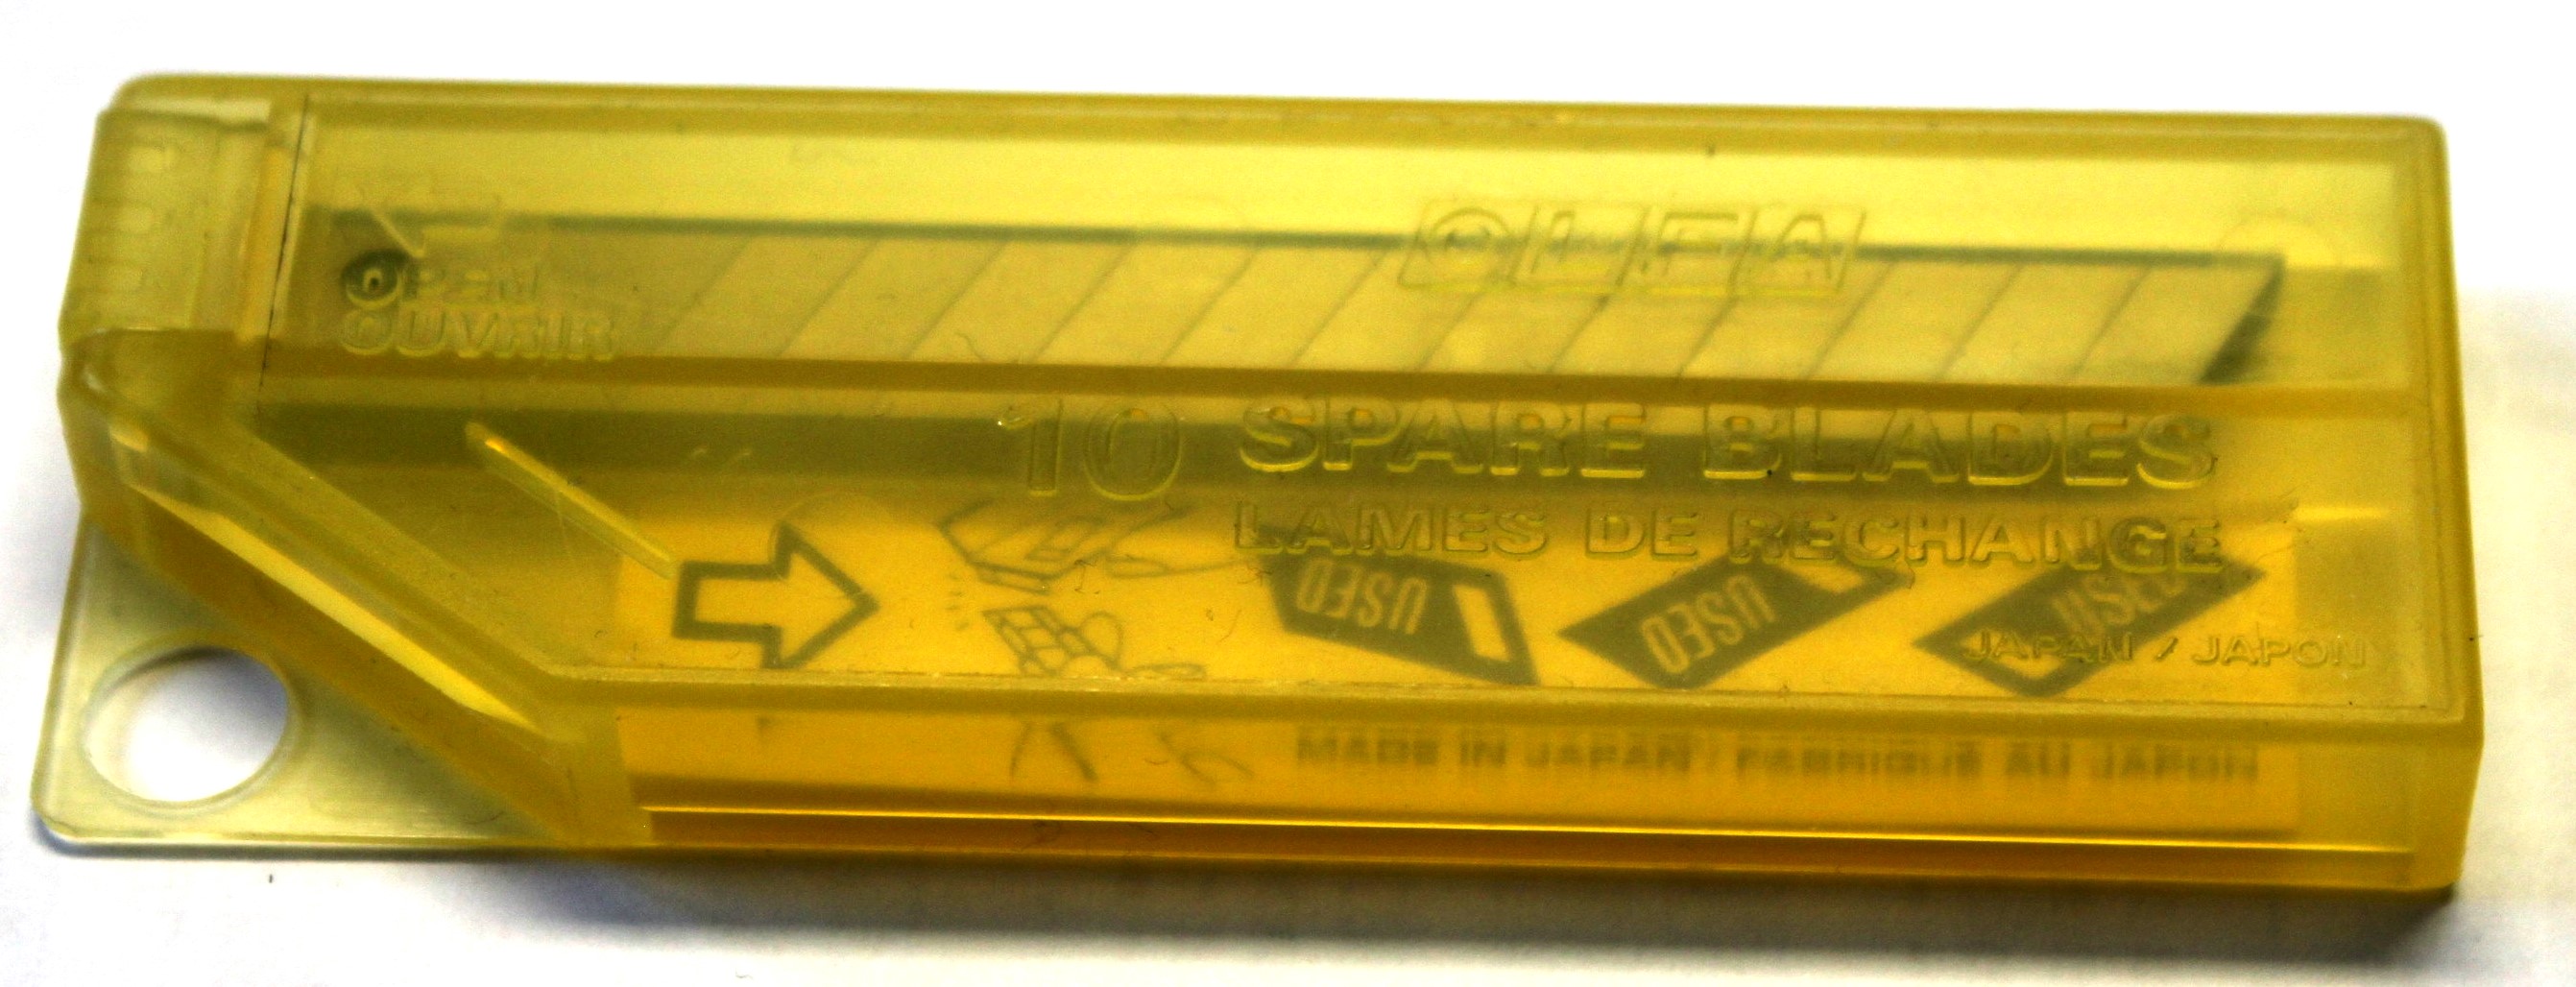 OLFA
OPEN
OUVRIR
10 SPARE BLADES
LAMES DE RECHANGE
USED
USED
USED
JAPAN / JAPON
MADE IN JAPAN / FABRIQUÉ AU JAPON